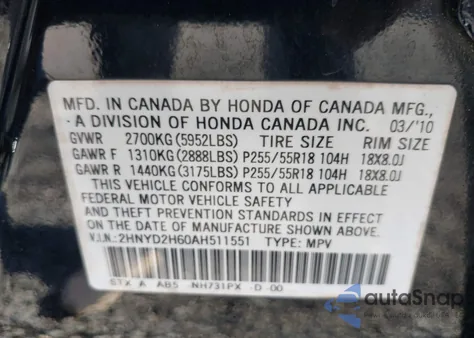 MFD. IN CANADA BY HONDA OF CANADA MFG.,
A DIVISION OF HONDA CANADA INC. 03/'10
GVWR 2700KG(5952LBS) TIRE SIZE RIM SIZE
GAWR F 1310KG(2888LBS) P255/55R18 104H 18X8.0J
GAWR R 1440KG(3175LBS) P255/55R18 104H 18X8.0J
THIS VEHICLE CONFORMS TO ALL APPLICABLE
FEDERAL MOTOR VEHICLE SAFETY
AND THEFT PREVENTION STANDARDS IN EFFECT
ON THE DATE OF MANUFACTURE SHOWN ABOVE.
V.I.N.:2HNYD2H60AH511551 TYPE: MPV
STX A AB5 NH731PX -D-00
autoSnap